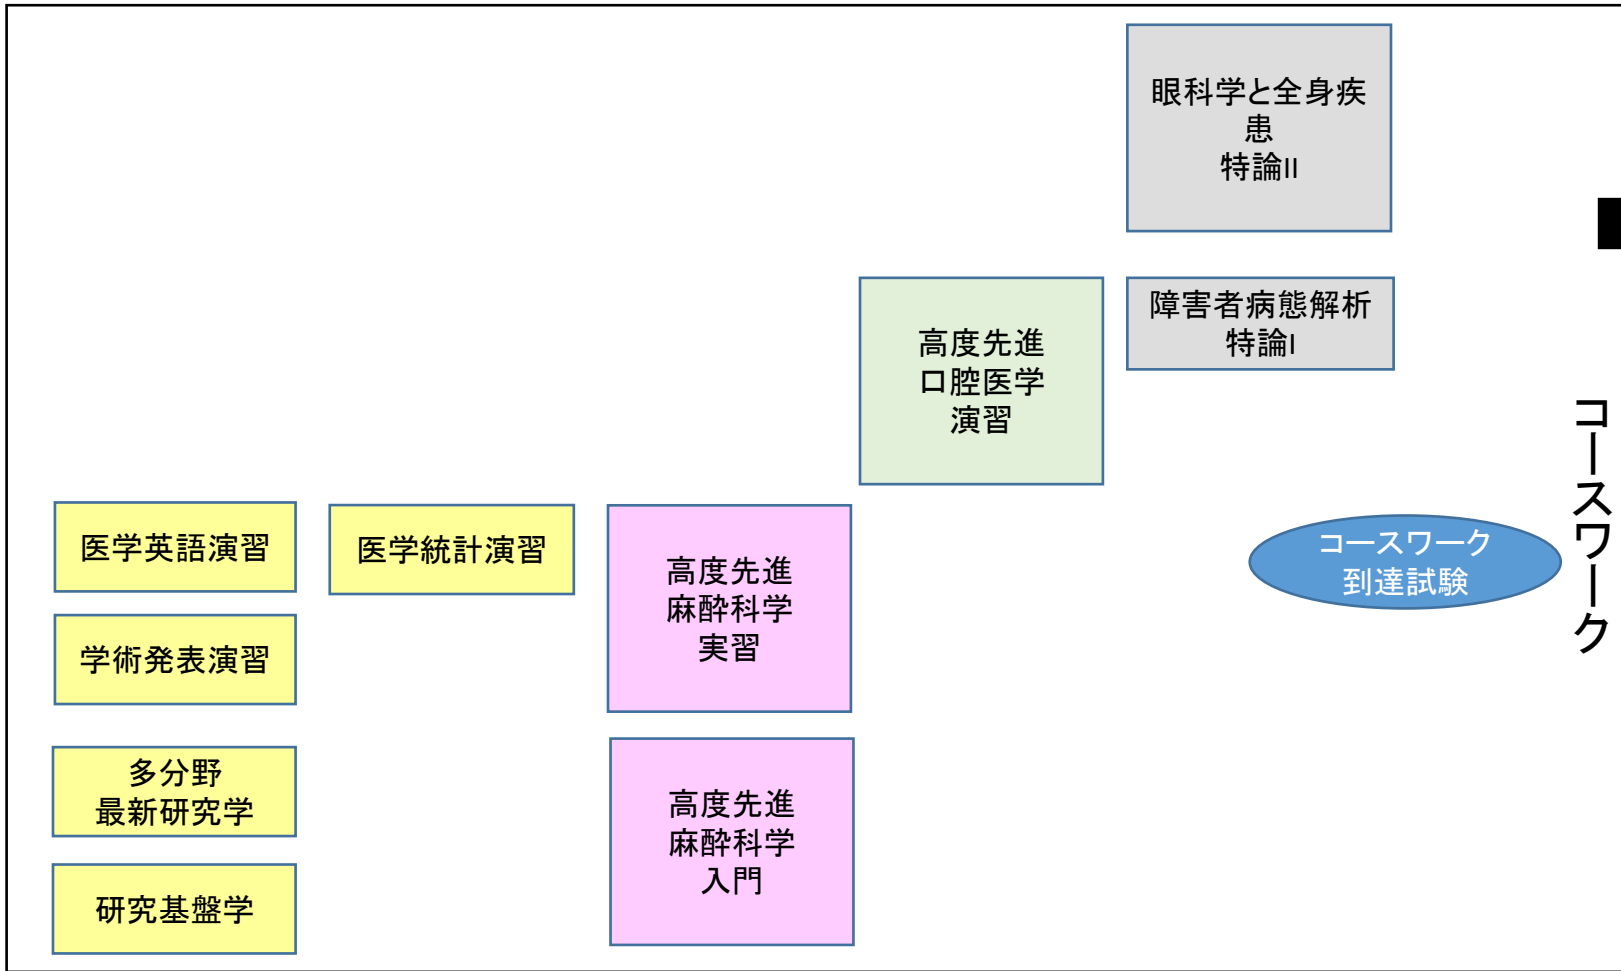 眼科学と全身疾
患
特論II
高度先進
口腔医学
演習
障害者病態解析
特論I
医学英語演習
医学統計演習
高度先進
麻酔科学
実習
コースワーク
到達試験
コースワーク
学術発表演習
多分野
最新研究学
高度先進
麻酔科学
入門
研究基盤学